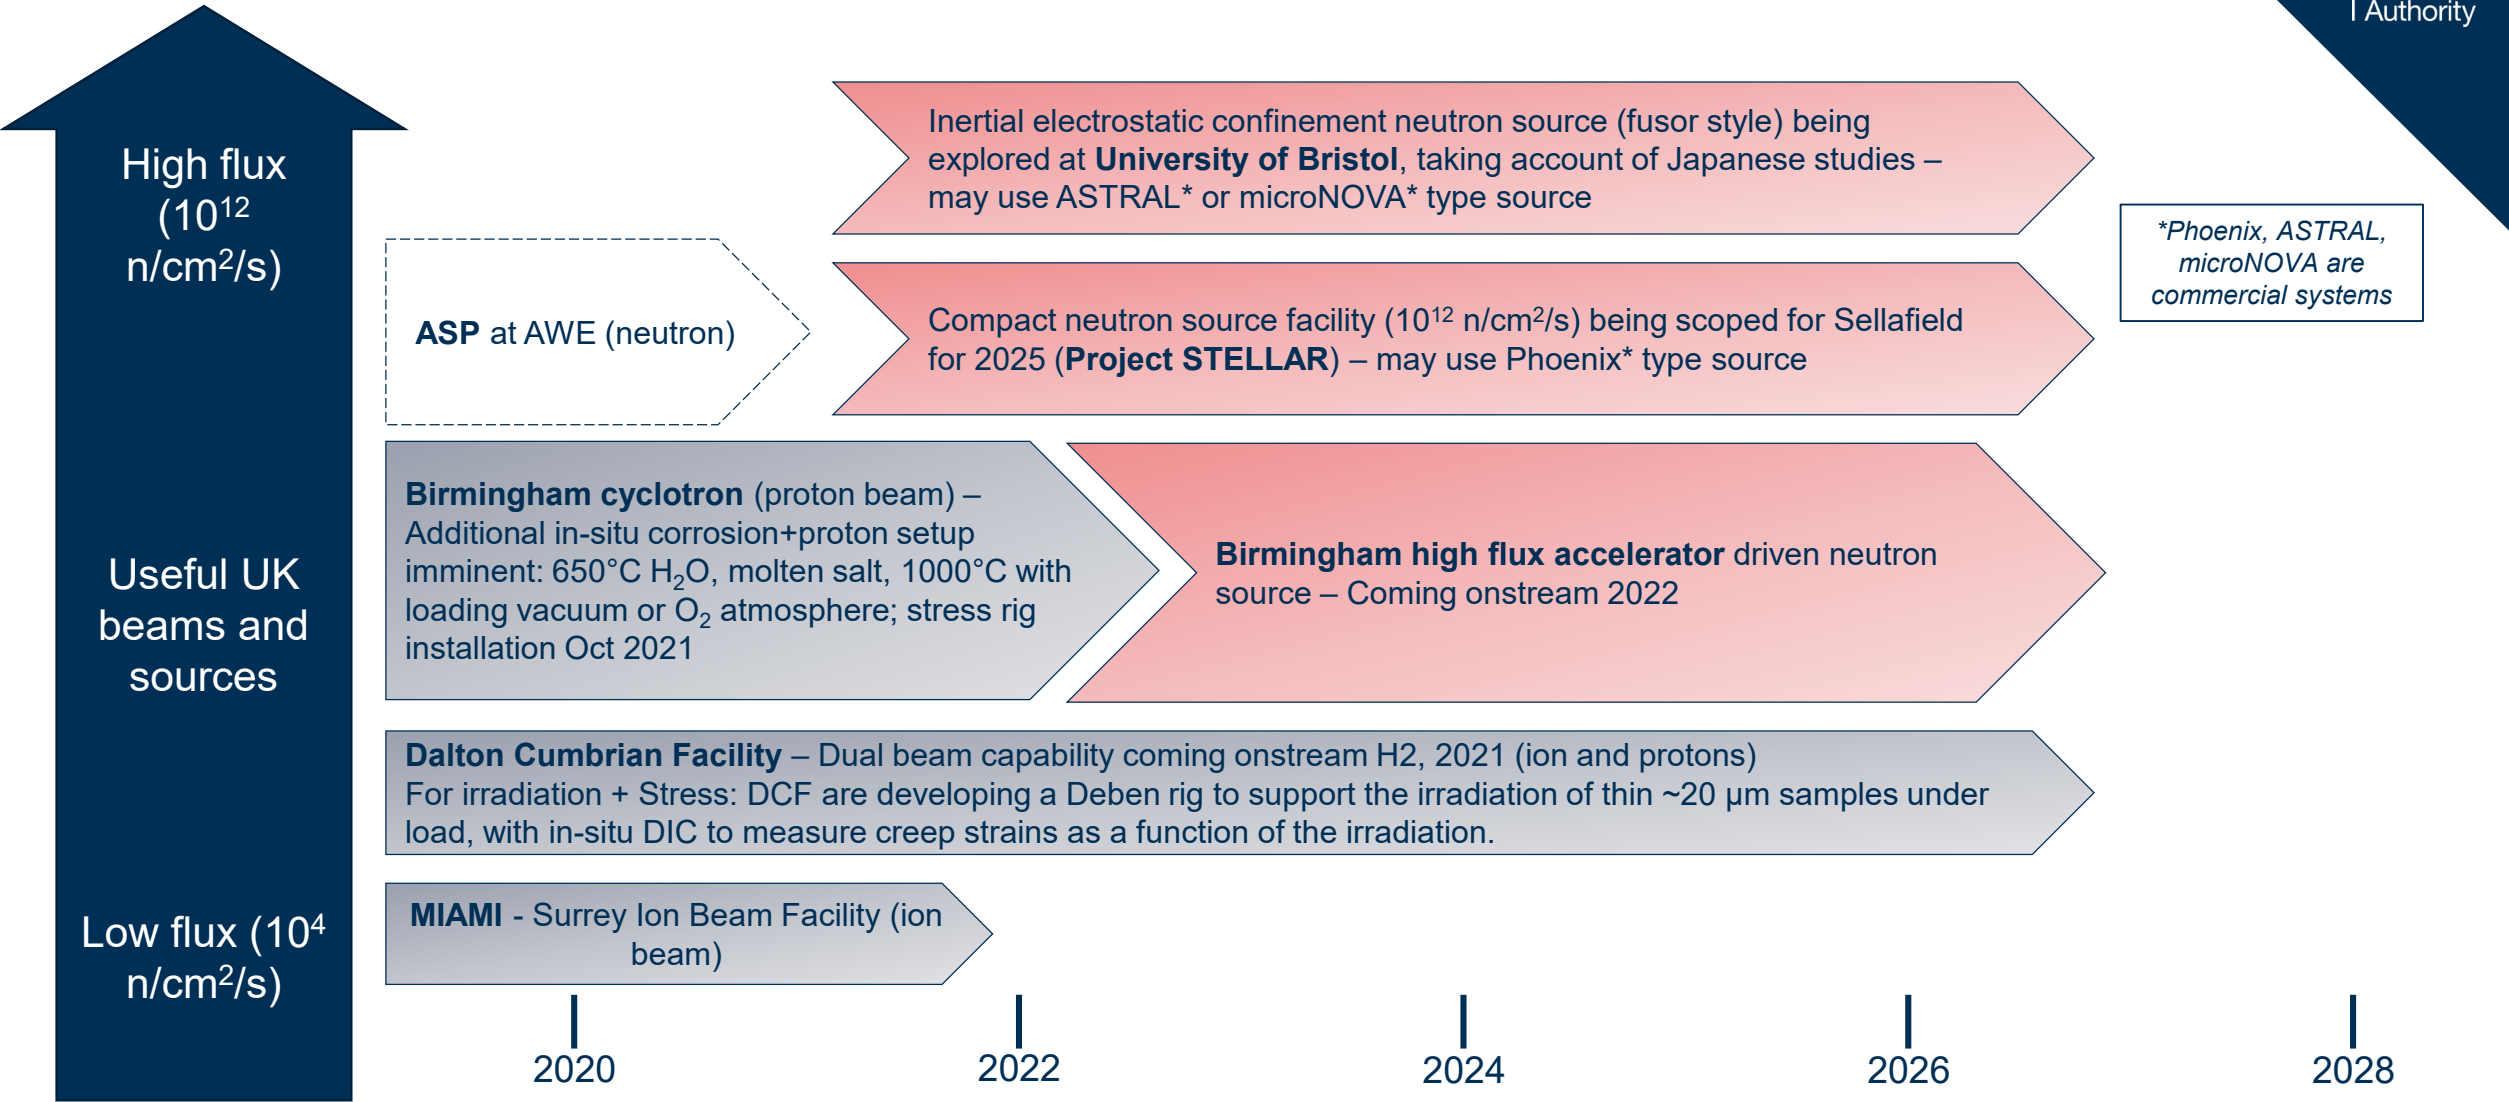 | Authority
High flux
(10¹²
n/cm²/s)
Useful UK
beams and
sources
Low flux (10⁴
n/cm²/s)
Inertial electrostatic confinement neutron source (fusor style) being
explored at University of Bristol, taking account of Japanese studies –
may use ASTRAL* or microNOVA* type source
*Phoenix, ASTRAL,
microNOVA are
commercial systems
ASP at AWE (neutron)
Compact neutron source facility (10¹² n/cm²/s) being scoped for Sellafield
for 2025 (Project STELLAR) – may use Phoenix* type source
Birmingham cyclotron (proton beam) –
Additional in-situ corrosion+proton setup
imminent: 650°C H₂O, molten salt, 1000°C with
loading vacuum or O₂ atmosphere; stress rig
installation Oct 2021
Birmingham high flux accelerator driven neutron
source – Coming onstream 2022
Dalton Cumbrian Facility – Dual beam capability coming onstream H2, 2021 (ion and protons)
For irradiation + Stress: DCF are developing a Deben rig to support the irradiation of thin ~20 μm samples under
load, with in-situ DIC to measure creep strains as a function of the irradiation.
MIAMI - Surrey Ion Beam Facility (ion
beam)
2020
2022
2024
2026
2028